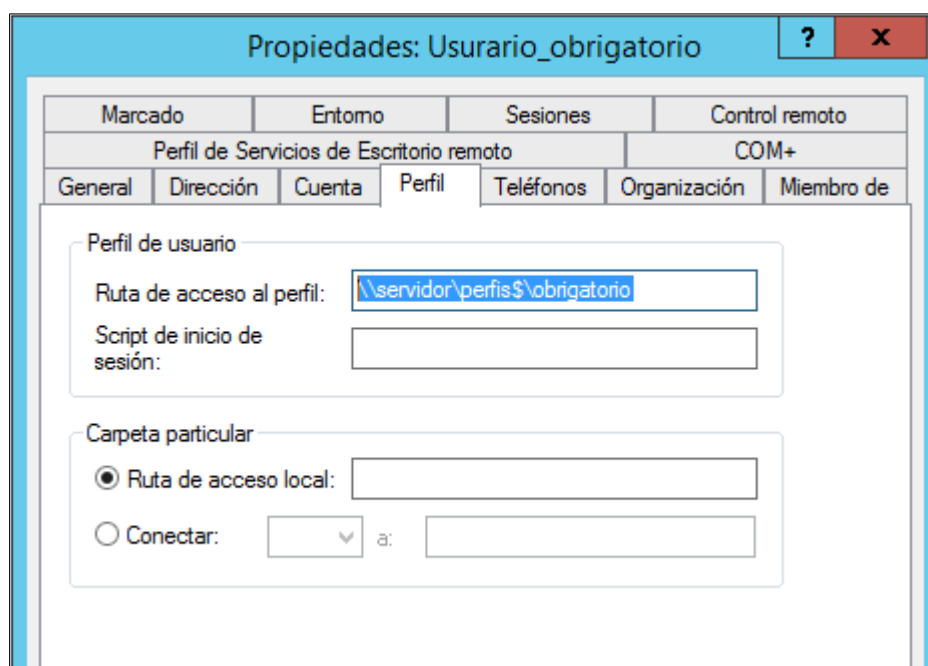 Propiedades: Usurario_obrigatorio
?
x
Marcado Entorno Sesiones Control remoto
Perfil de Servicios de Escritorio remoto COM+
General Dirección Cuenta Perfil Teléfonos Organización Miembro de
Perfil de usuario
Ruta de acceso al perfil: \\servidor\perfis$\obrigatorio
Script de inicio de
sesión:
Carpeta particular
Ruta de acceso local:
Conectar: a: